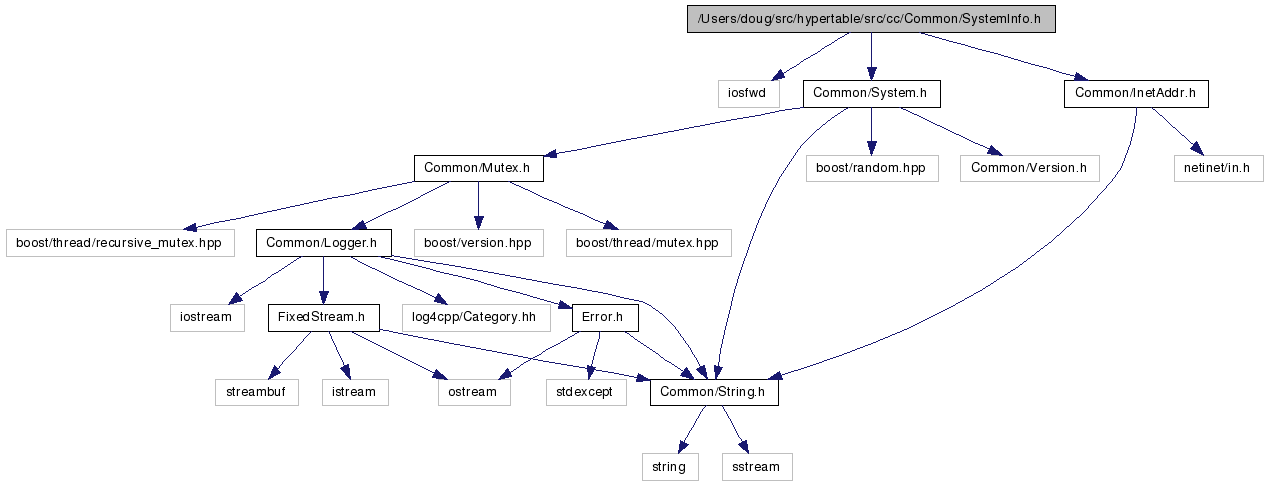 /Users/doug/src/hypertable/src/cc/Common/SystemInfo.h
iosfwd
Common/System.h
Common/InetAddr.h
Common/Mutex.h
boost/random.hpp
Common/Version.h
netinet/in.h
boost/thread/recursive_mutex.hpp
Common/Logger.h
boost/version.hpp
boost/thread/mutex.hpp
iostream
FixedStream.h
log4cpp/Category.hh
Error.h
streambuf
istream
ostream
stdexcept
Common/String.h
string
sstream